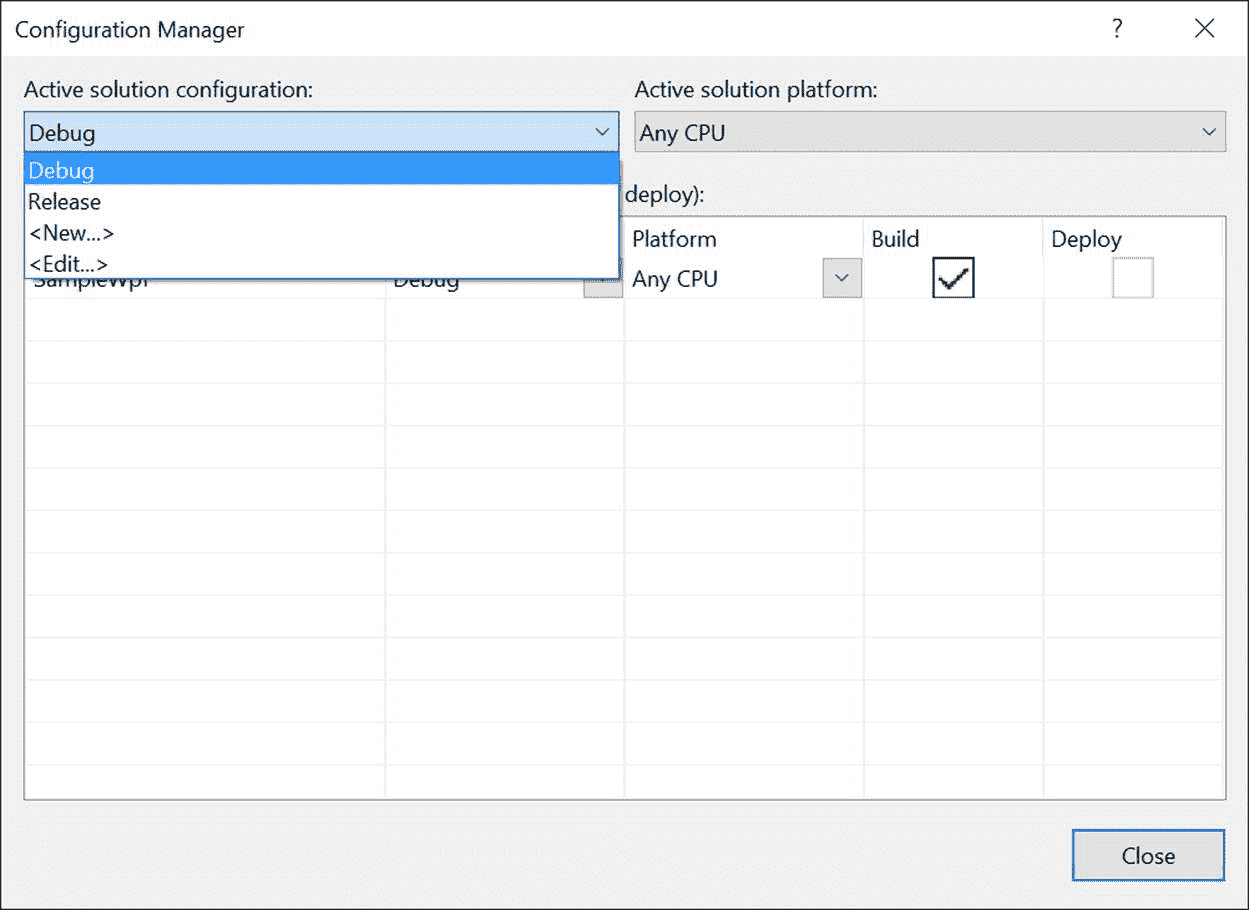 Configuration Manager ?
Active solution configuration: Active solution platform:
Debug Any CPU
Debug
Release
deploy):
<New...>
Platform Build Deploy
<Edit...>
SampleWpf Debug Any CPU
Close